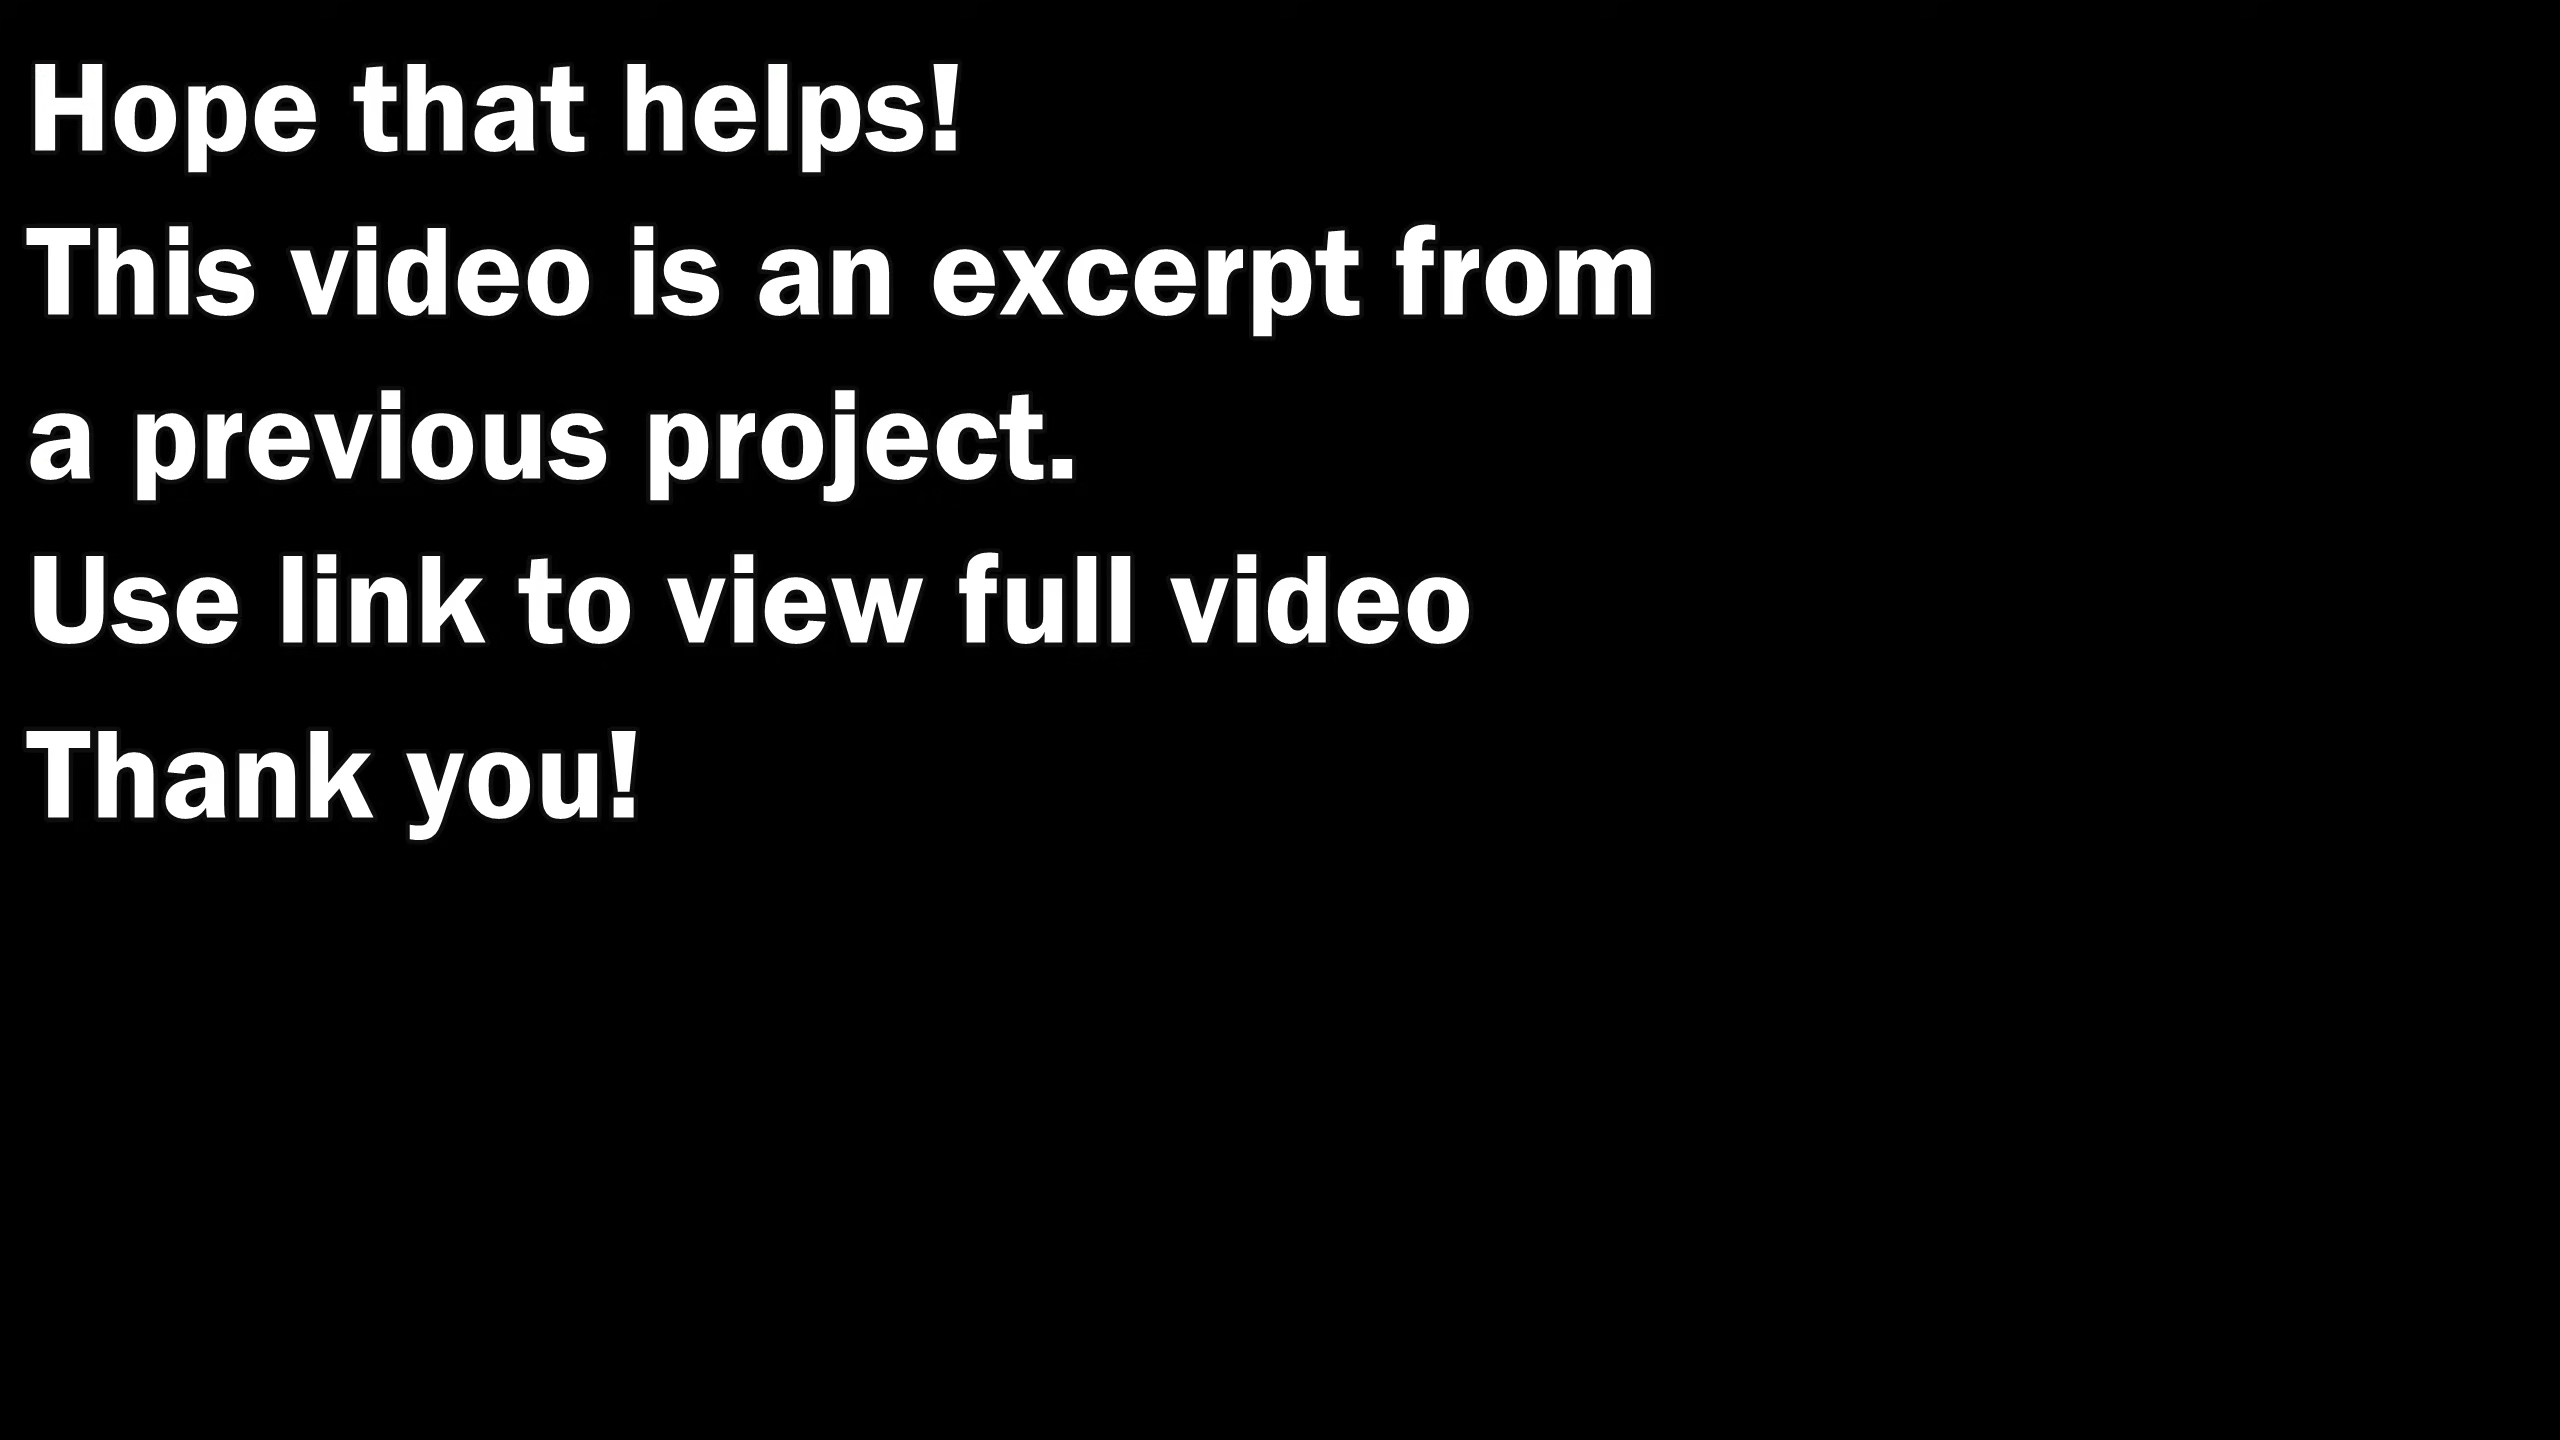 Hope that helps!
This video is an excerpt from
a previous project.
Use link to view full video
Thank you!